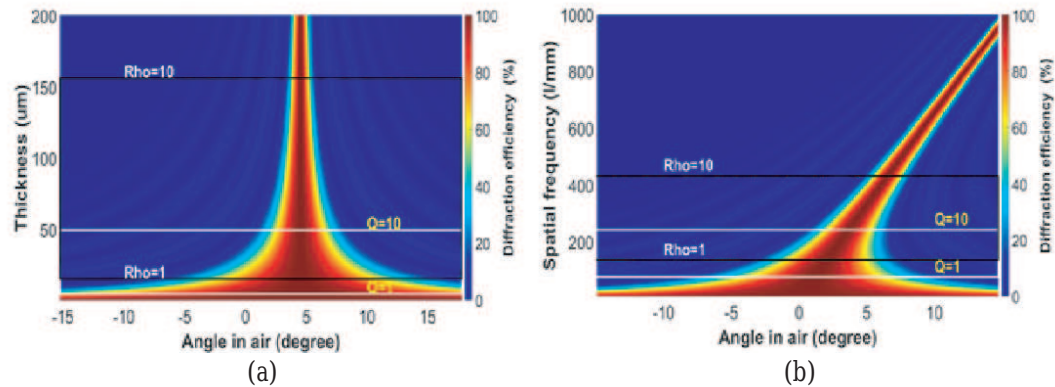 200
150
100
50
Thickness (um)
Rho=10
Q=10
Rho=1
Q=1
-15
-10
-5
0
5
10
15
Angle in air (degree)
100
80
60
40
20
0
Diffraction efficiency (%)
(a)
1000
800
600
400
200
Spatial frequency (l/mm)
Rho=10
Q=10
Rho=1
Q=1
-10
-5
0
5
10
Angle in air (degree)
100
80
60
40
20
0
Diffraction efficiency (%)
(b)